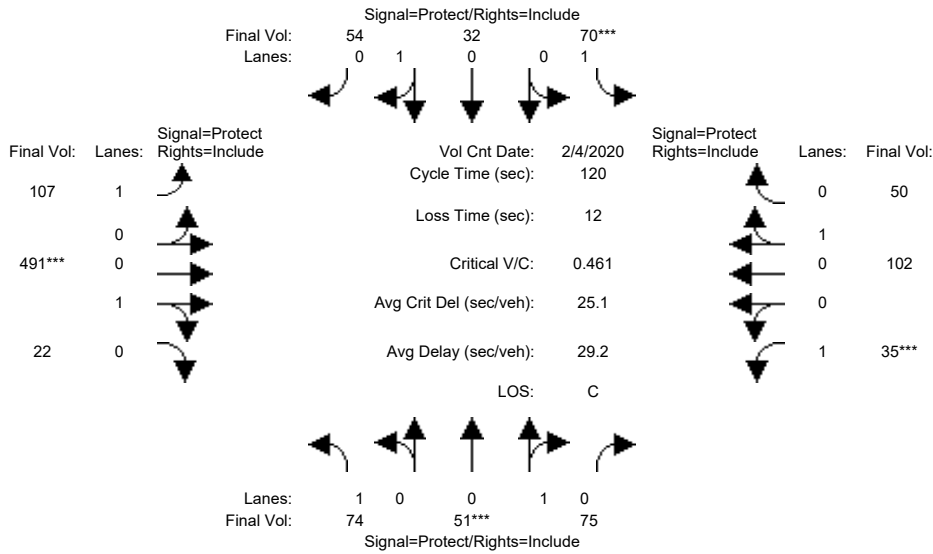 Signal=Protect/Rights=Include
Final Vol: 54 32 70***
Lanes: 0 1 0 0 1
Signal=Protect Signal=Protect
Final Vol: Lanes: Rights=Include Vol Cnt Date: 2/4/2020 Rights=Include Lanes: Final Vol:
Cycle Time (sec): 120
107 1 0 50
Loss Time (sec): 12
0 1
491*** 0 Critical V/C: 0.461 0 102
1 Avg Crit Del (sec/veh): 25.1 0
22 0 Avg Delay (sec/veh): 29.2 1 35***
LOS: C
Lanes: 1 0 0 1 0
Final Vol: 74 51*** 75
Signal=Protect/Rights=Include